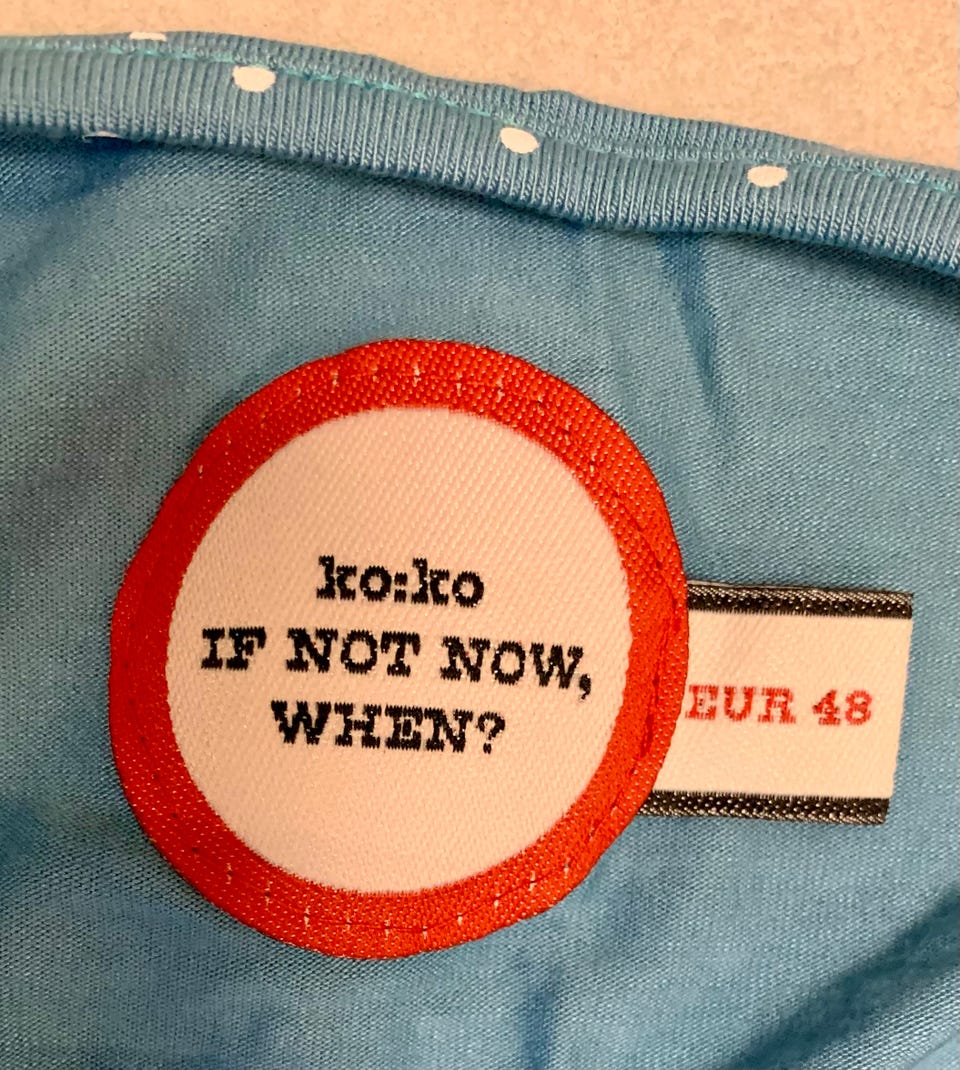 ko:ko
IF NOT NOW,
WHEN?
EUR 48